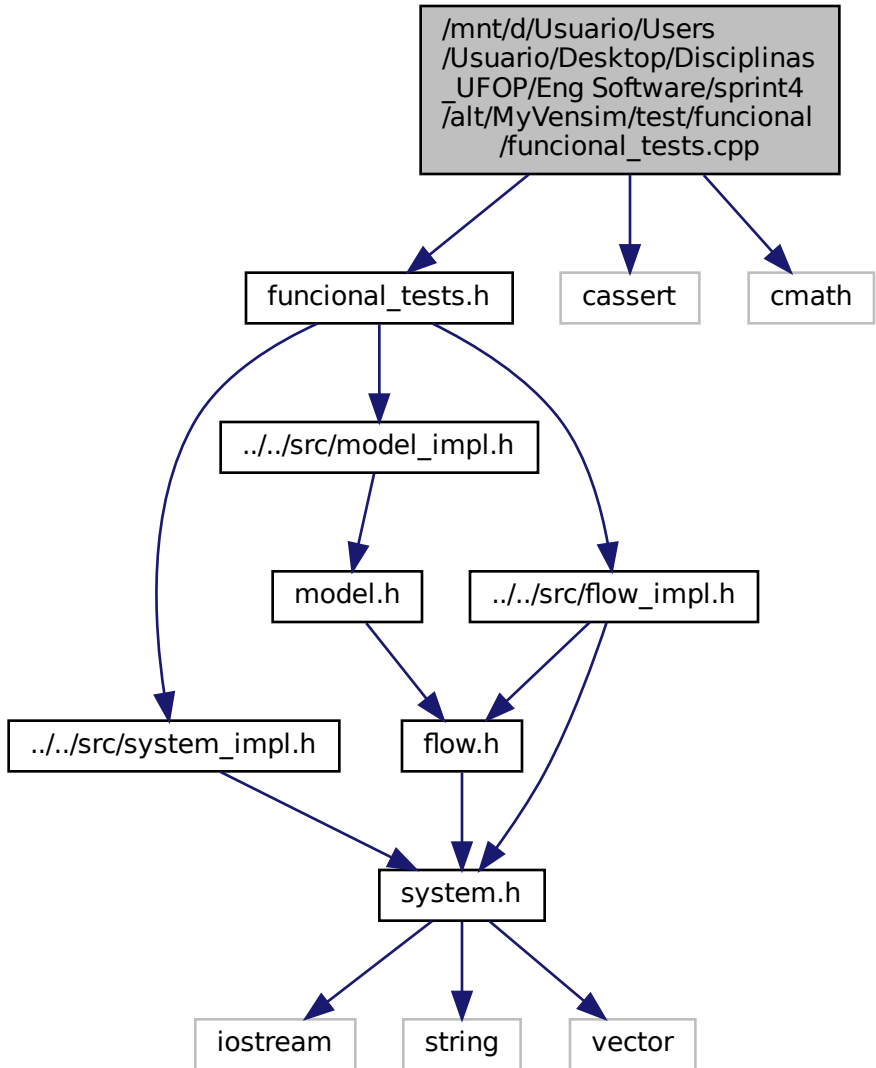 /mnt/d/Usuario/Users
/Usuario/Desktop/Disciplinas
_UFOP/Eng Software/sprint4
/alt/MyVensim/test/funcional
/funcional_tests.cpp
funcional_tests.h
cassert
cmath
../../src/model_impl.h
model.h
../../src/flow_impl.h
../../src/system_impl.h
flow.h
system.h
iostream
string
vector